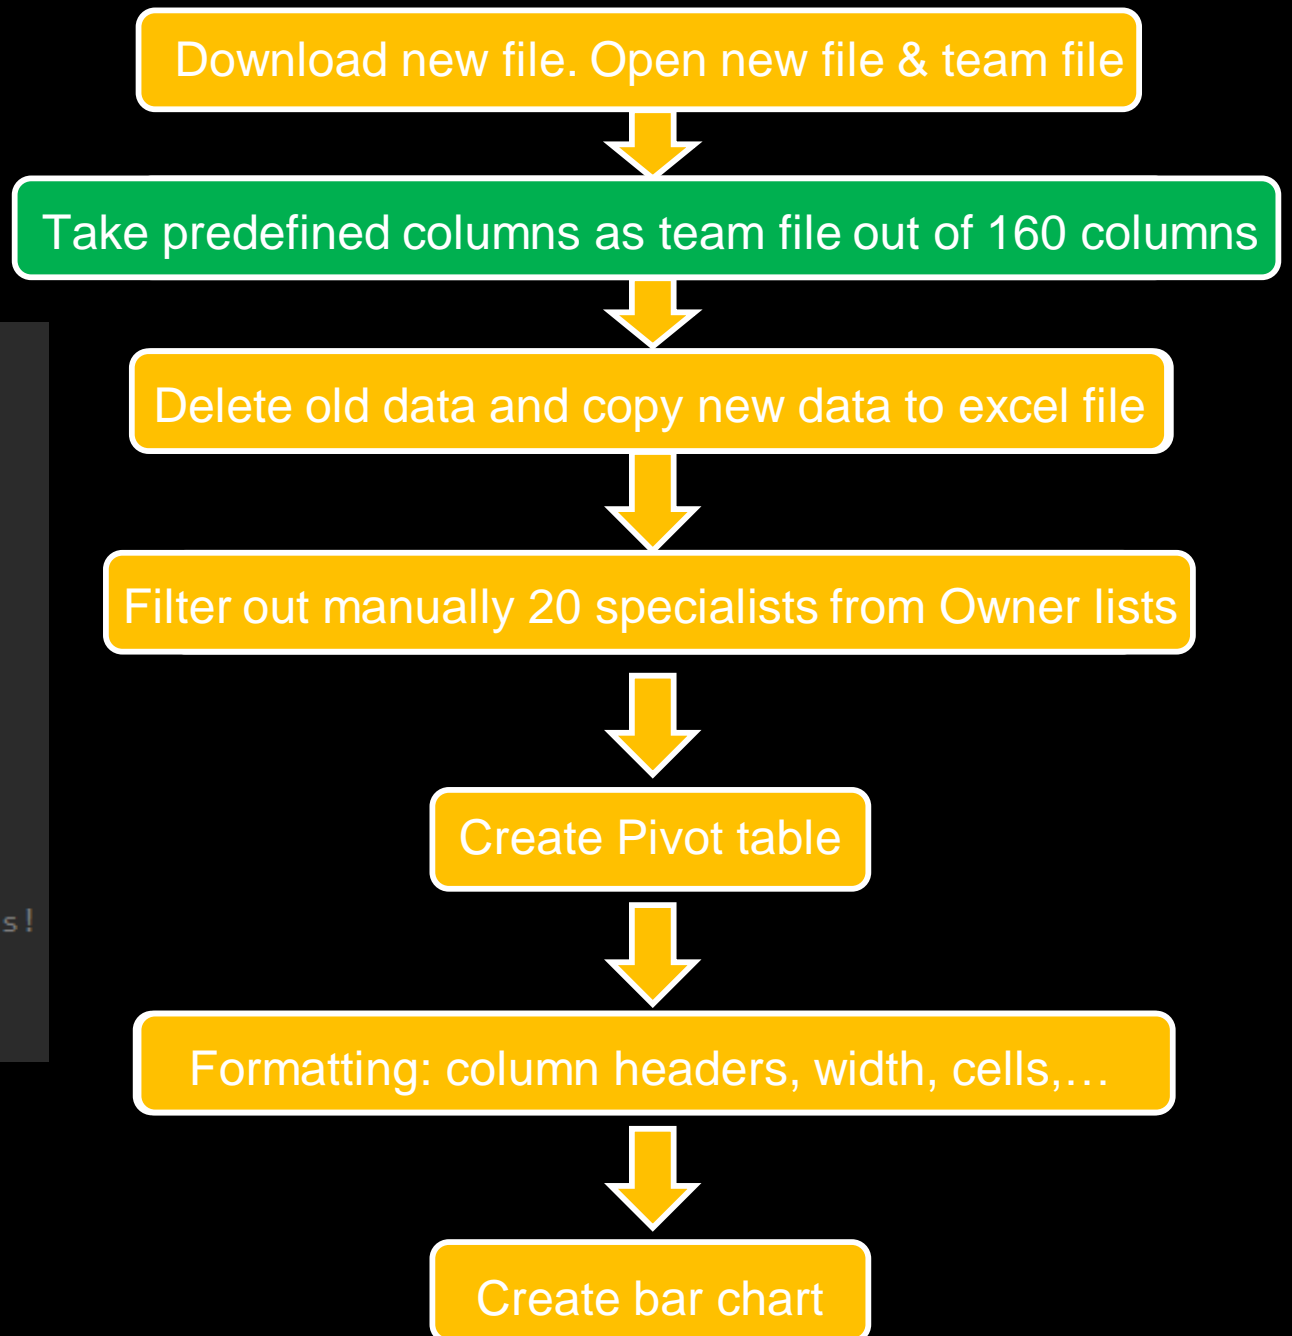 Download new file. Open new file & team file
Take predefined columns as team file out of 160 columns
Delete old data and copy new data to excel file
Filter out manually 20 specialists from Owner lists
Create Pivot table
s!
Formatting: column headers, width, cells,…
Create bar chart